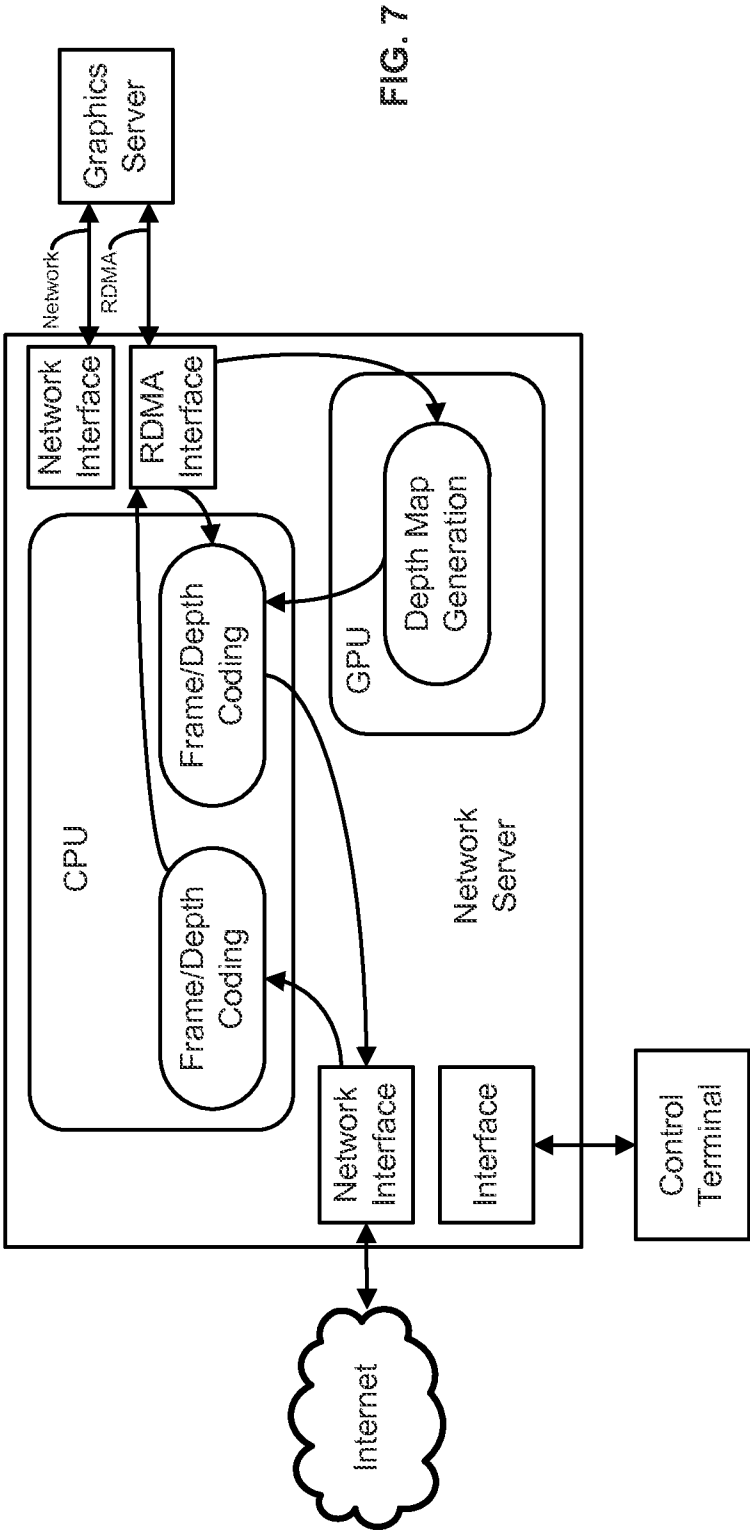 Internet
Network
Interface
Interface
Control
Terminal
CPU
Frame/Depth
Coding
Frame/Depth
Coding
Network
Server
GPU
Depth Map
Generation
Network
Interface
RDMA
Interface
Network
RDMA
Graphics
Server
FIG. 7